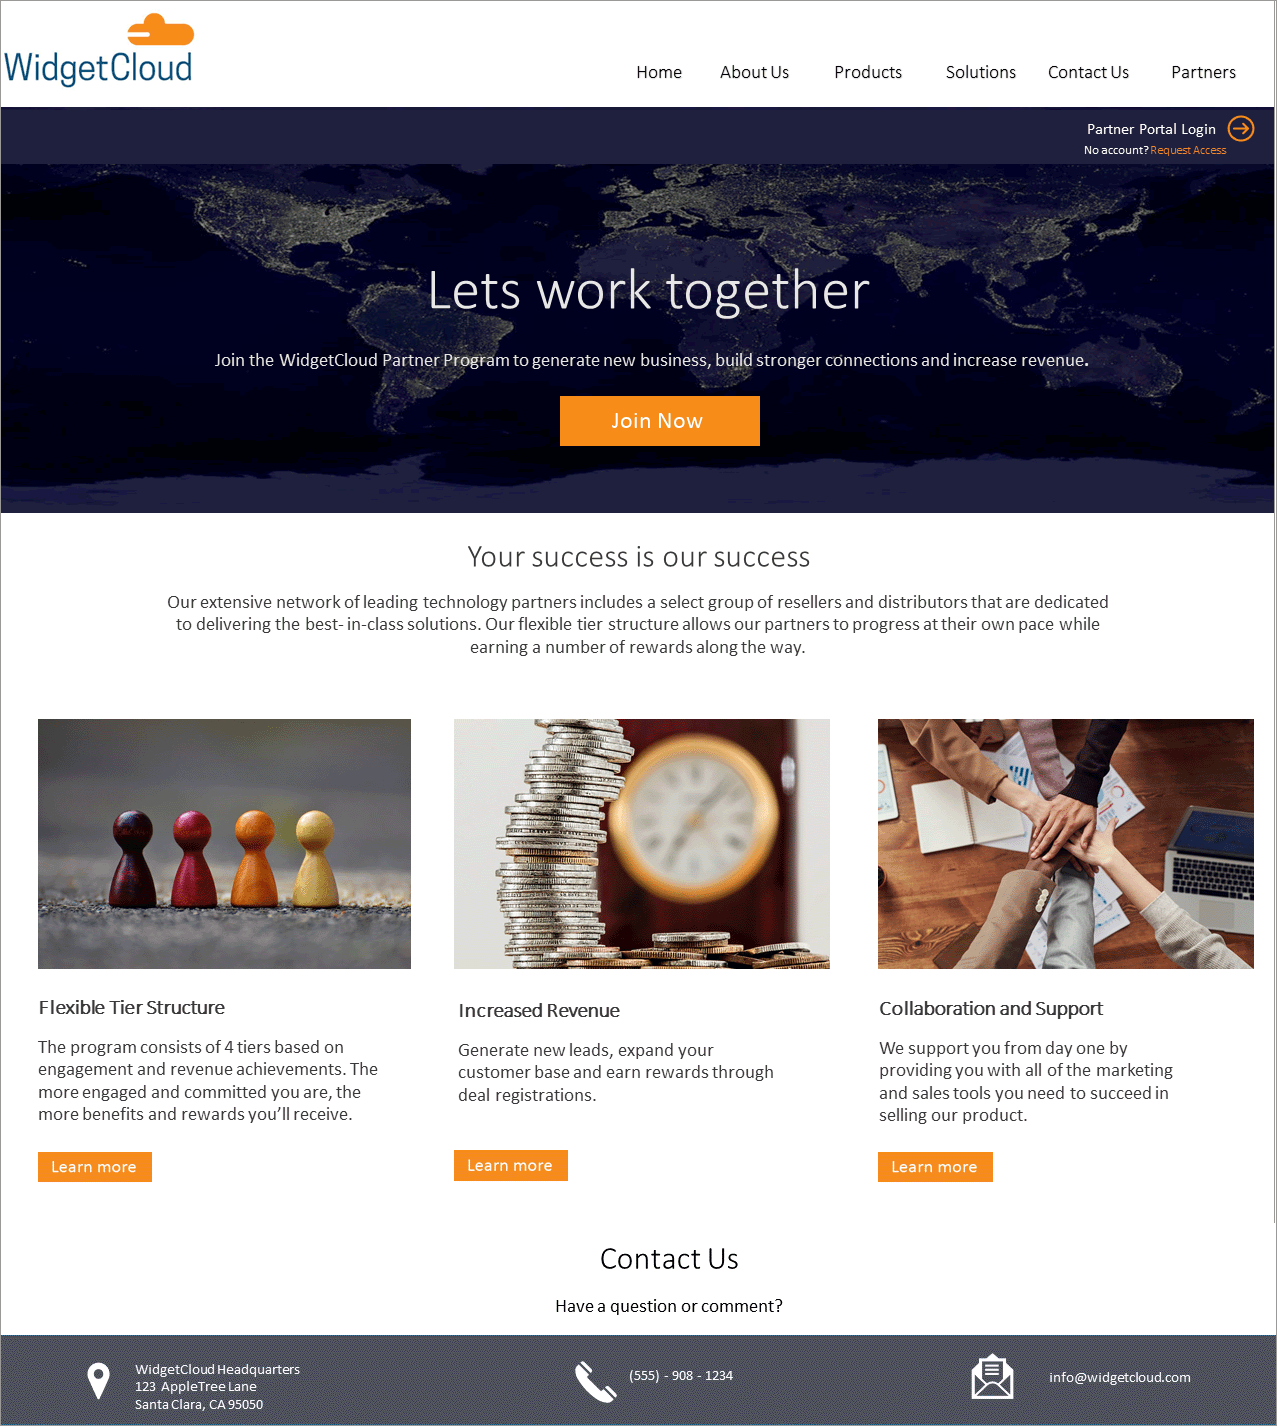 WidgetCloud
Home About Us Products Solutions Contact Us Partners
Partner Portal Login
No account? Request Access
Lets work together
Join the WidgetCloud Partner Program to generate new business, build stronger connections and increase revenue.
Join Now
Your success is our success
Our extensive network of leading technology partners includes a select group of resellers and distributors that are dedicated
to delivering the best- in-class solutions. Our flexible tier structure allows our partners to progress at their own pace while
earning a number of rewards along the way.
Flexible Tier Structure
The program consists of 4 tiers based on
engagement and revenue achievements. The
more engaged and committed you are, the
more benefits and rewards you’ll receive.
Learn more
Increased Revenue
Generate new leads, expand your
customer base and earn rewards through
deal registrations.
Learn more
Collaboration and Support
We support you from day one by
providing you with all of the marketing
and sales tools you need to succeed in
selling our product.
Learn more
Contact Us
Have a question or comment?
WidgetCloud Headquarters
123 AppleTree Lane
Santa Clara, CA 95050
(555) - 908 - 1234
info@widgetcloud.com